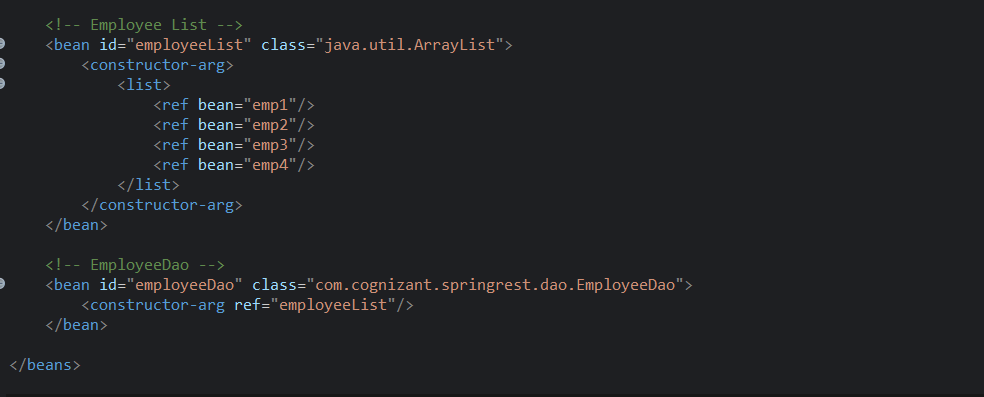 <!-- Employee List -->
<bean id="employeeList" class="java.util.ArrayList">
<constructor-arg>
<list>
<ref bean="emp1"/>
<ref bean="emp2"/>
<ref bean="emp3"/>
<ref bean="emp4"/>
</list>
</constructor-arg>
</bean>
<!-- EmployeeDao -->
<bean id="employeeDao" class="com.cognizant.springrest.dao.EmployeeDao">
<constructor-arg ref="employeeList"/>
</bean>
</beans>